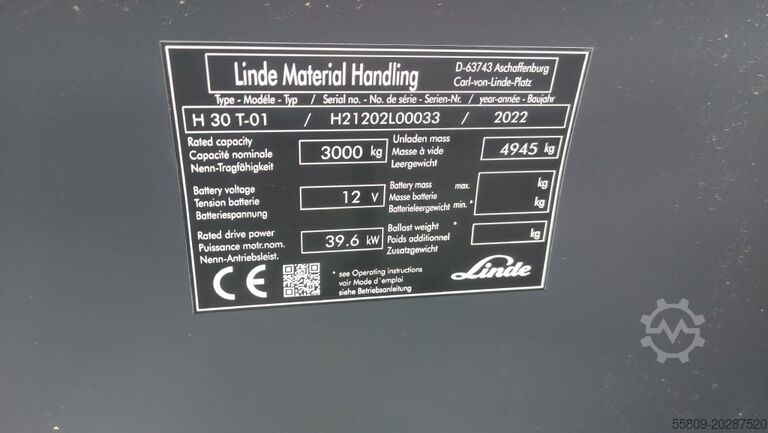 Linde Material Handling
D-63743 Aschaffenburg
Carl-von-Linde-Platz
Type - Modéle - Typ / Serial no. - No. de série - Serien-Nr. / year-année - Baujahr
H 30 T-01 / H21202L00033 / 2022
Rated capacity
Capacité nominale
Nenn-Tragfähigkeit
3000 kg
Unladen mass
Masse à vide
Leergewicht
4945 kg
Battery voltage
Tension batterie
Batteriespannung
12 V
Battery mass max.
Masse batterie
Batterieleergewicht min. *
kg
kg
Rated drive power
Puissance motr.nom.
Nenn-Antriebsleist.
39.6 kW
Ballast weight *
Poids additionnel
Zusatzgewicht
kg
CE
* see Operating instructions
voir Mode d´emploi
siehe Betriebsanleitung
Linde
55809-20287520